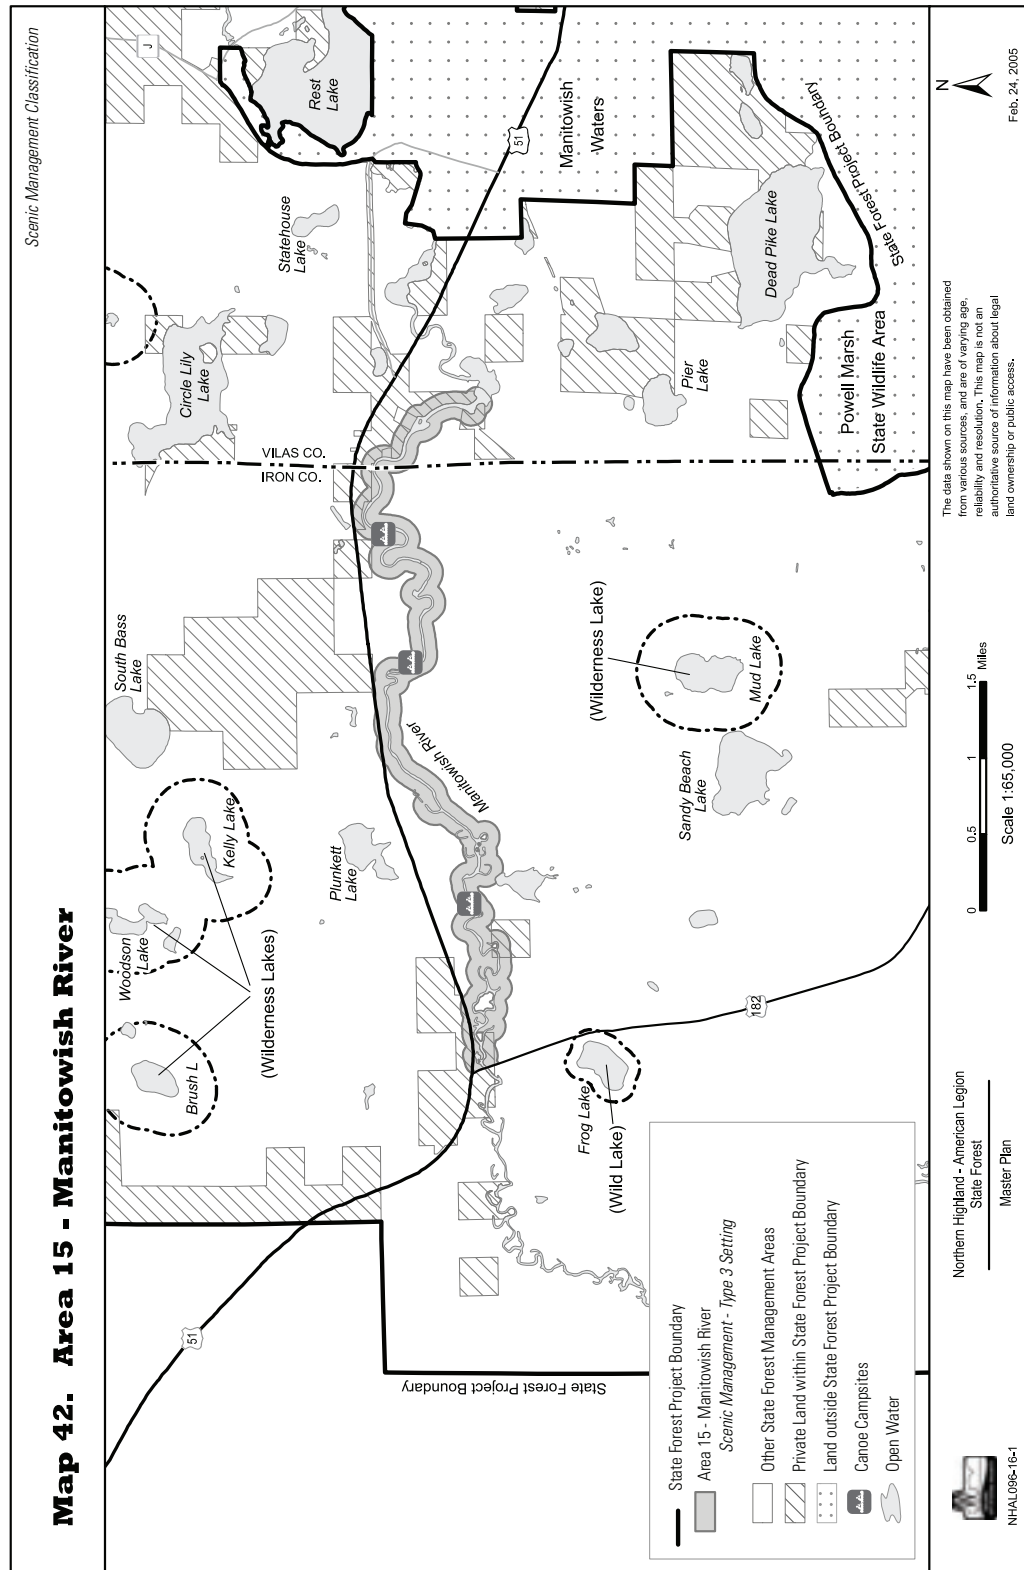 Map 42.  Area 15 - Manitowish River
Scenic Management Classification
51
Brush L
Woodson
Lake
(Wilderness Lakes)
Kelly Lake
South Bass
Lake
Plunkett
Lake
Circle Lily
Lake
Statehouse
Lake
J
Rest
Lake
VILAS CO.
IRON CO.
Manitowish River
51
Manitowish
Waters
State Forest Project Boundary
Frog Lake
(Wild Lake)
182
Sandy Beach
Lake
(Wilderness Lake)
Mud Lake
Pier
Lake
Dead Pike Lake
State Forest Project Boundary
Powell Marsh
State Wildlife Area
State Forest Project Boundary
Area 15 - Manitowish River
Scenic Management - Type 3 Setting
Other State Forest Management Areas
Private Land within State Forest Project Boundary
Land outside State Forest Project Boundary
Canoe Campsites
Open Water
NHAL096-16-1
Northern Highland - American Legion
State Forest
Master Plan
0 0.5 1 1.5
Miles
Scale 1:65,000
The data shown on this map have been obtained
from various sources, and are of varying age,
reliability and resolution. This map is not an
authoritative source of information about legal
land ownership or public access.
N
Feb. 24, 2005